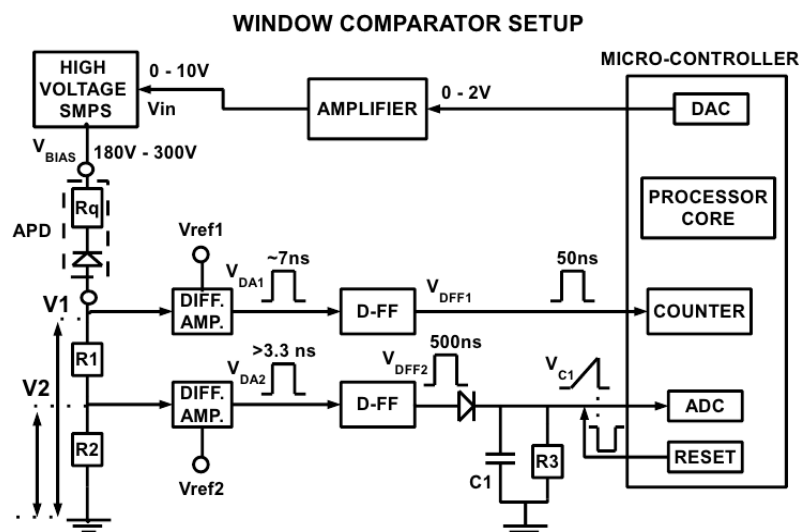 WINDOW COMPARATOR SETUP
MICRO-CONTROLLER
HIGH
VOLTAGE
SMPS
0 - 10V
Vin
AMPLIFIER
0 - 2V
DAC
V BIAS
180V - 300V
PROCESSOR
CORE
Rq
APD
Vref1
V1
DIFF.
AMP.
V DA1
~7ns
D-FF
V DFF1
50ns
COUNTER
R1
V2
DIFF.
AMP.
V DA2
>3.3 ns
D-FF
V DFF2
500ns
V C1
ADC
R2
Vref2
C1
R3
RESET